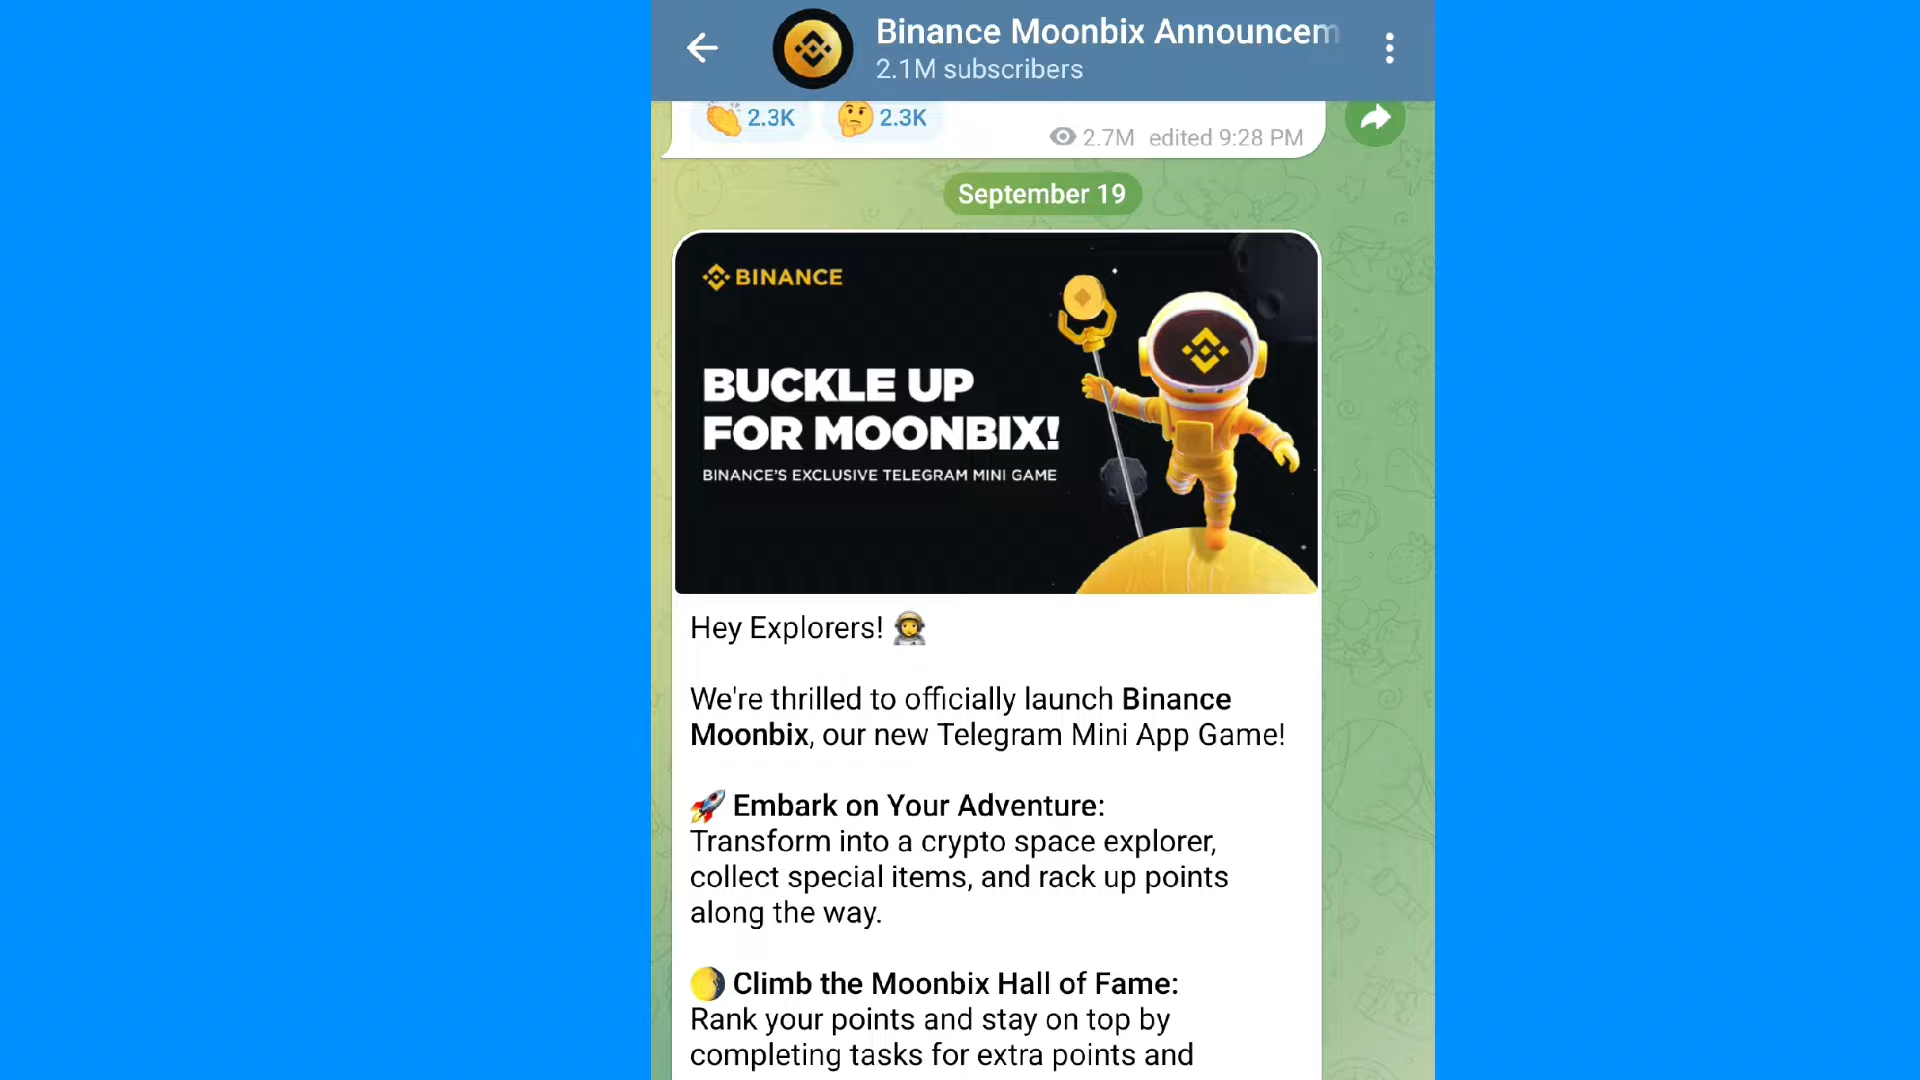 Binance Moonbix Announcem
2.1M subscribers
2.3K 2.3K
2.7M edited 9:28 PM
September 19
BINANCE
BUCKLE UP
FOR MOONBIX!
BINANCE'S EXCLUSIVE TELEGRAM MINI GAME
Hey Explorers!
We're thrilled to officially launch Binance
Moonbix, our new Telegram Mini App Game!
Embark on Your Adventure:
Transform into a crypto space explorer,
collect special items, and rack up points
along the way.
Climb the Moonbix Hall of Fame:
Rank your points and stay on top by
completing tasks for extra points and